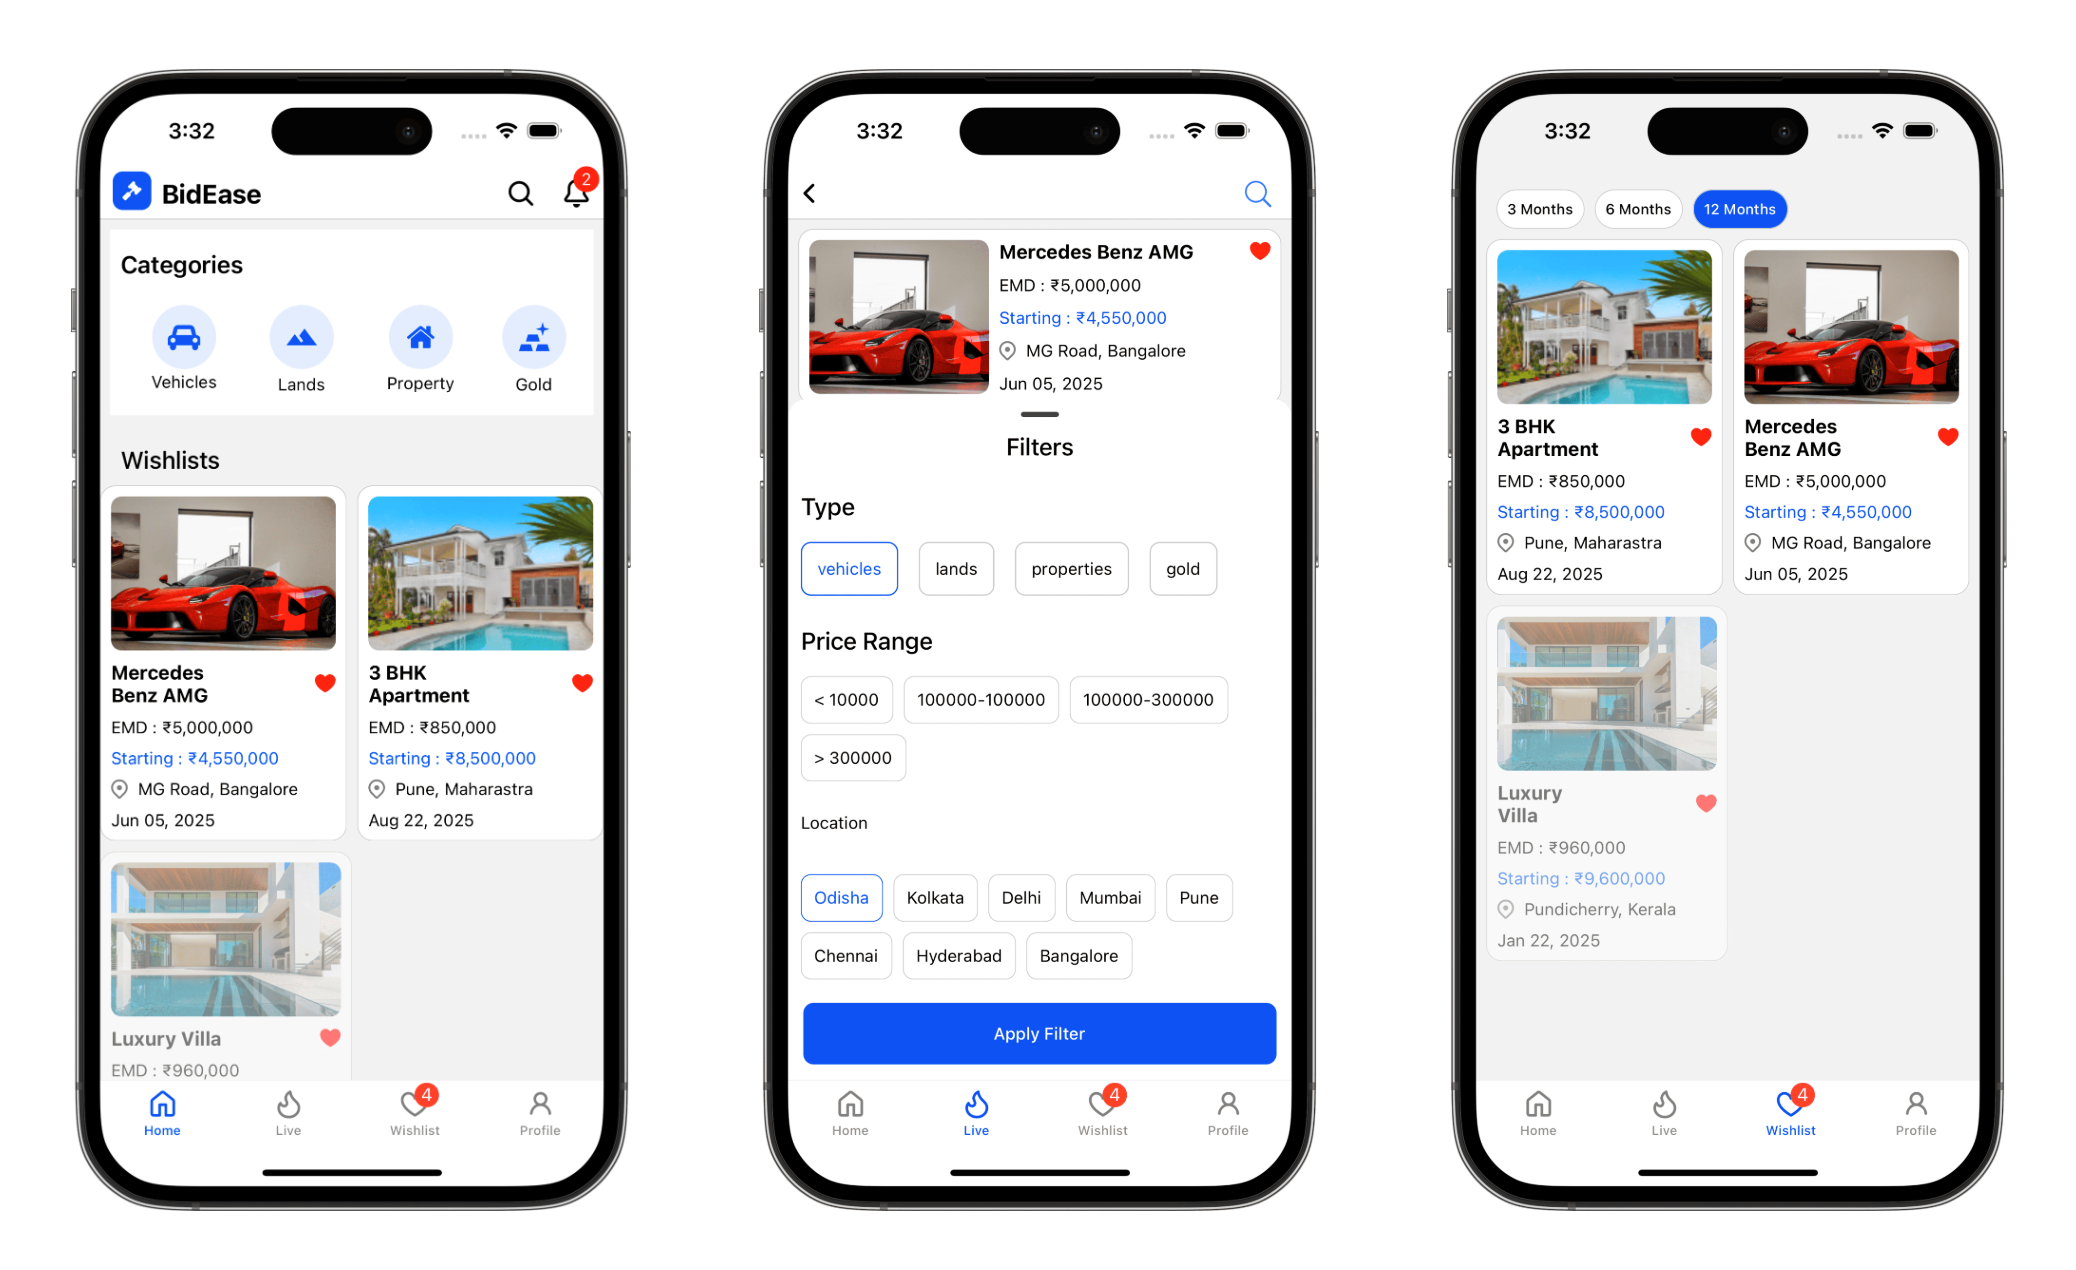 3:32
BidEase
2
Categories
Vehicles
Lands
Property
Gold
Wishlists
Mercedes
Benz AMG
EMD : ₹5,000,000
Starting : ₹4,550,000
MG Road, Bangalore
Jun 05, 2025
3 BHK
Apartment
EMD : ₹850,000
Starting : ₹8,500,000
Pune, Maharastra
Aug 22, 2025
Luxury Villa
EMD : ₹960,000
Home
Live
4
Wishlist
Profile
3:32
Mercedes Benz AMG
EMD : ₹5,000,000
Starting : ₹4,550,000
MG Road, Bangalore
Jun 05, 2025
Filters
Type
vehicles
lands
properties
gold
Price Range
< 10000
100000-100000
100000-300000
> 300000
Location
Odisha
Kolkata
Delhi
Mumbai
Pune
Chennai
Hyderabad
Bangalore
Apply Filter
Home
Live
4
Wishlist
Profile
3:32
3 Months
6 Months
12 Months
3 BHK
Apartment
EMD : ₹850,000
Starting : ₹8,500,000
Pune, Maharastra
Aug 22, 2025
Mercedes
Benz AMG
EMD : ₹5,000,000
Starting : ₹4,550,000
MG Road, Bangalore
Jun 05, 2025
Luxury
Villa
EMD : ₹960,000
Starting : ₹9,600,000
Pundicherry, Kerala
Jan 22, 2025
Home
Live
4
Wishlist
Profile